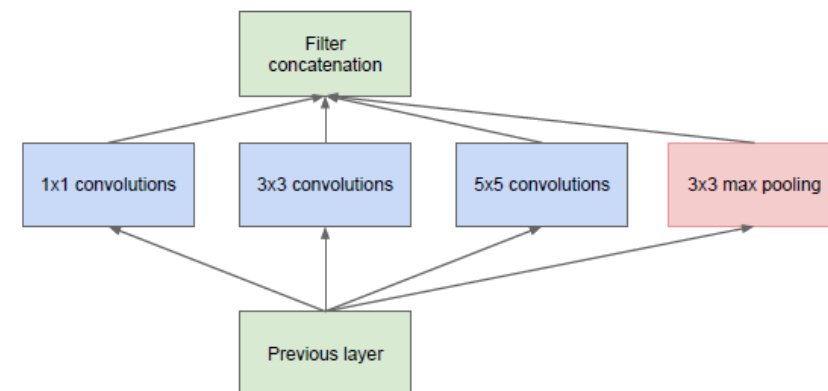 Filter
concatenation
1x1 convolutions
3x3 convolutions
5x5 convolutions
3x3 max pooling
Previous layer